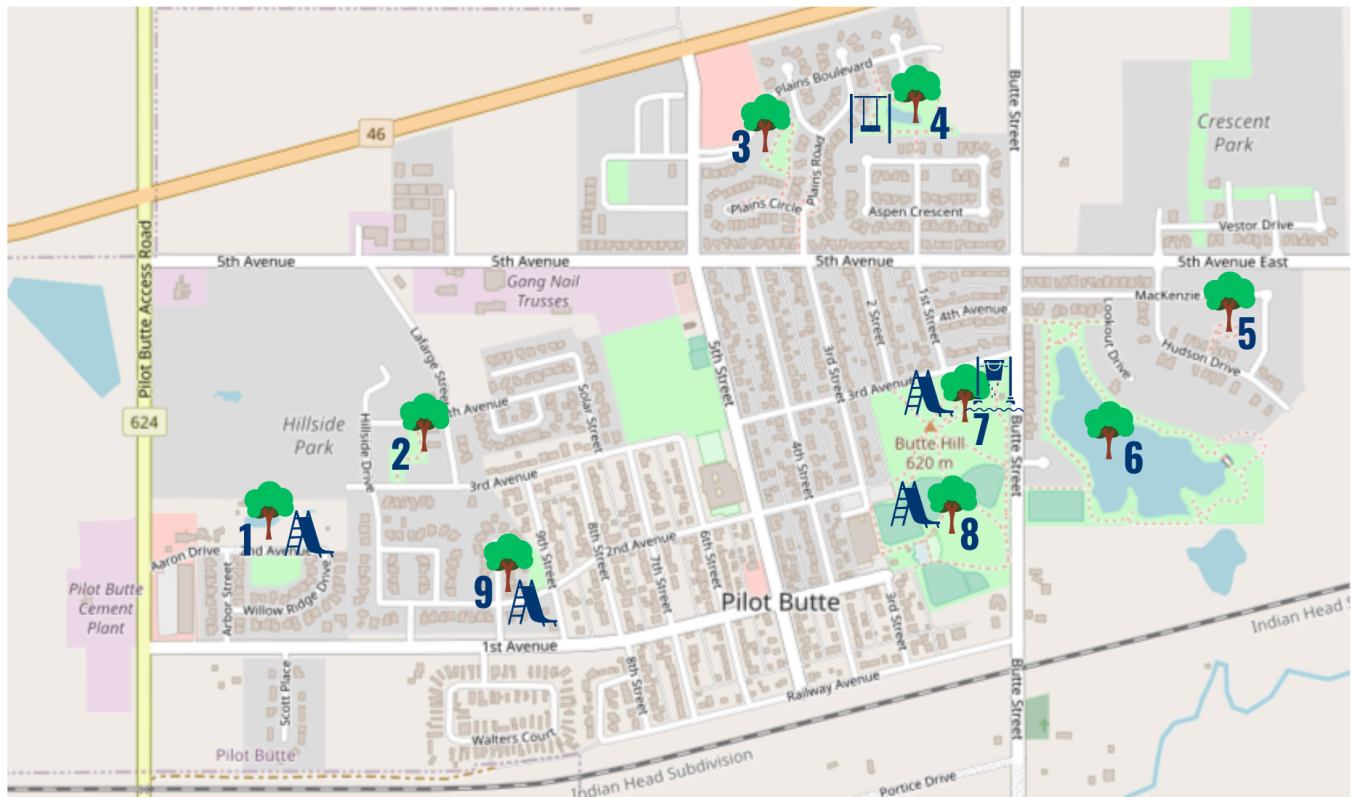 46
Plains Boulevard
4
3
Butte Street
Crescent
Park
Plains Road
Plains Circle
Aspen Crescent
Vestor Drive
Pilot Butte Access Road
5th Avenue
5th Avenue
5th Avenue
5th Avenue East
Gang Nail
Trusses
MacKenzie
5
2 Street
1st Street
4th Avenue
Lookout Drive
Hudson Drive
Lafarge Street
5th Street
3rd Street
3rd Avenue
7
Butte Street
624
Hillside
Park
Hillside Drive
2
th Avenue
Solar Street
4th Street
Butte Hill
620 m
6
3rd Avenue
1
nd Avenue
Aaron Drive
Arbor Street
Willow Ridge Drive
9th Street
8th Street
2nd Avenue
7th Street
6th Street
8
9
Pilot Butte
Cement
Plant
Pilot Butte
3rd Street
Indian Head S
1st Avenue
Scott Place
8th Street
Railway Avenue
Butte Street
Walters Court
Pilot Butte
Indian Head Subdivision
Portice Drive